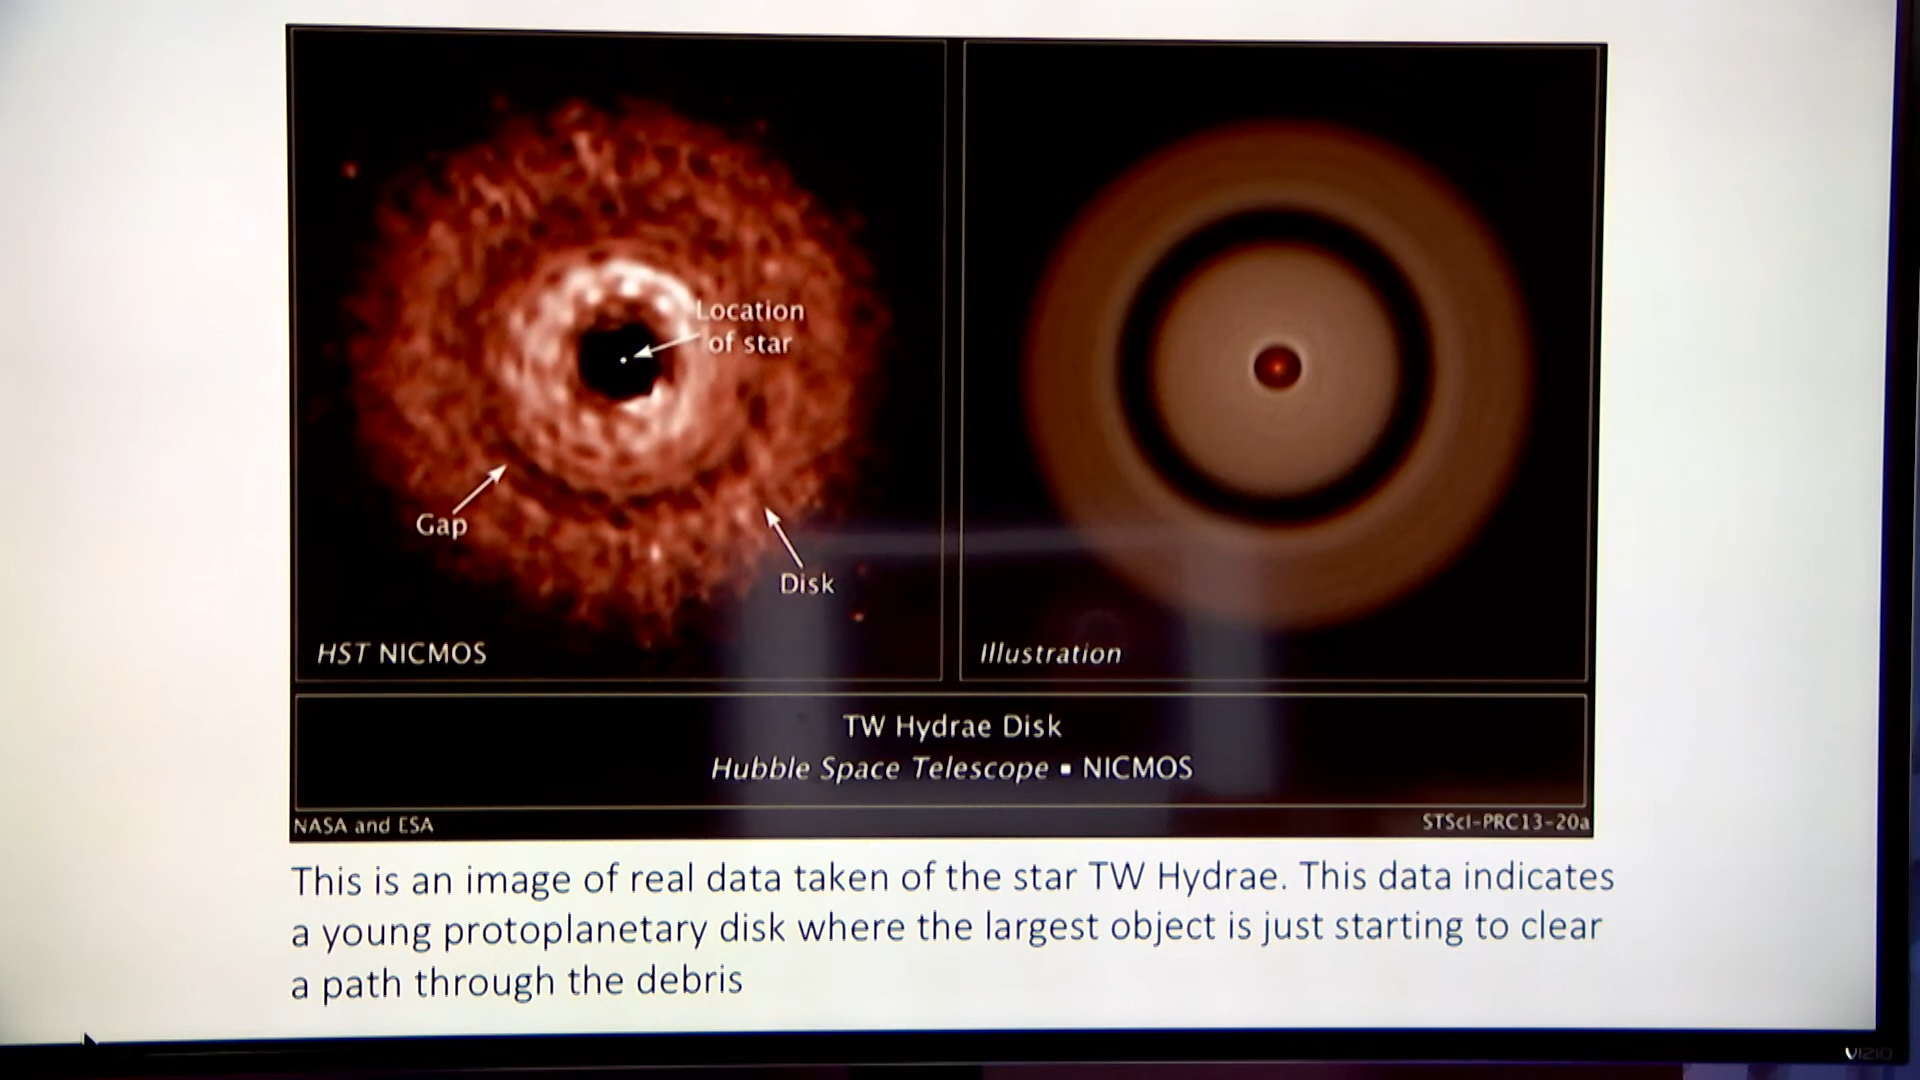 Location
of star
Gap
Disk
HST NICMOS
Illustration
TW Hydrae Disk
Hubble Space Telescope ▪ NICMOS
NASA and ESA
STScI-PRC13-20a
This is an image of real data taken of the star TW Hydrae. This data indicates
a young protoplanetary disk where the largest object is just starting to clear
a path through the debris
VIZIO